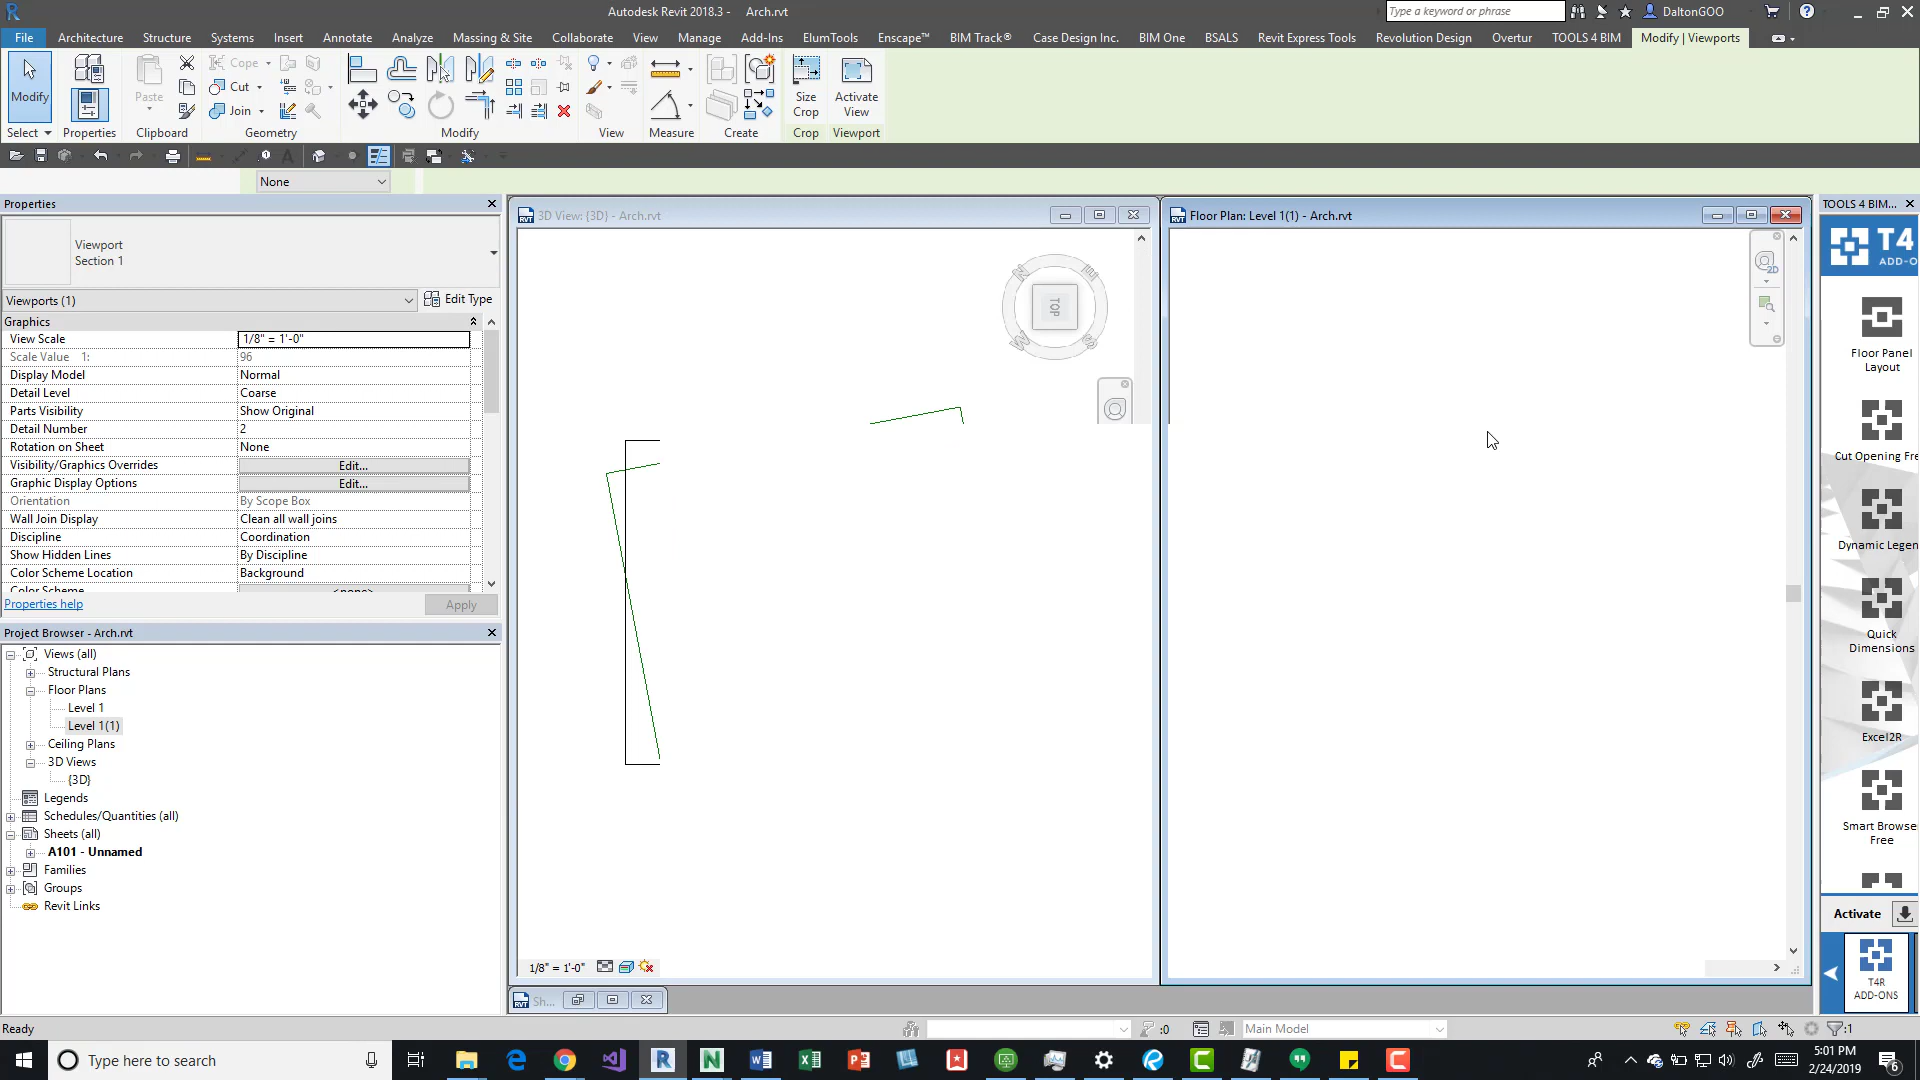 Autodesk Revit 2018.3 - Arch.rvt
Type a keyword or phrase
DaltonGOO
File Architecture Structure Systems Insert Annotate Analyze Massing & Site Collaborate View Manage Add-Ins ElumTools Enscape™ BIM Track® Case Design Inc. BIM One BSALS Revit Express Tools Revolution Design Overtur TOOLS 4 BIM Modify | Viewports
Modify
Paste
Cope
Cut
Join
Size Crop
Activate View
Select Properties Clipboard Geometry Modify View Measure Create Crop Viewport
None
Properties
Viewport
Section 1
Viewports (1) Edit Type
Graphics
View Scale 1/8" = 1'-0"
Scale Value 1: 96
Display Model Normal
Detail Level Coarse
Parts Visibility Show Original
Detail Number 2
Rotation on Sheet None
Visibility/Graphics Overrides Edit...
Graphic Display Options Edit...
Orientation By Scope Box
Wall Join Display Clean all wall joins
Discipline Coordination
Show Hidden Lines By Discipline
Color Scheme Location Background
Color Scheme <none>
Properties help Apply
Project Browser - Arch.rvt
Views (all)
Structural Plans
Floor Plans
Level 1
Level 1(1)
Ceiling Plans
3D Views
{3D}
Legends
Schedules/Quantities (all)
Sheets (all)
A101 - Unnamed
Families
Groups
Revit Links
3D View: {3D} - Arch.rvt
TOP
1/8" = 1'-0"
Sh...
Floor Plan: Level 1(1) - Arch.rvt
2D
TOOLS 4 BIM...
T4
ADD-O
Floor Panel
Layout
Cut Opening Fre
Dynamic Legen
Quick
Dimensions
Excel2R
Smart Browse
Free
Activate
T4R
ADD-ONS
Ready
:0
Main Model
:1
Type here to search
5:01 PM
2/24/2019
6